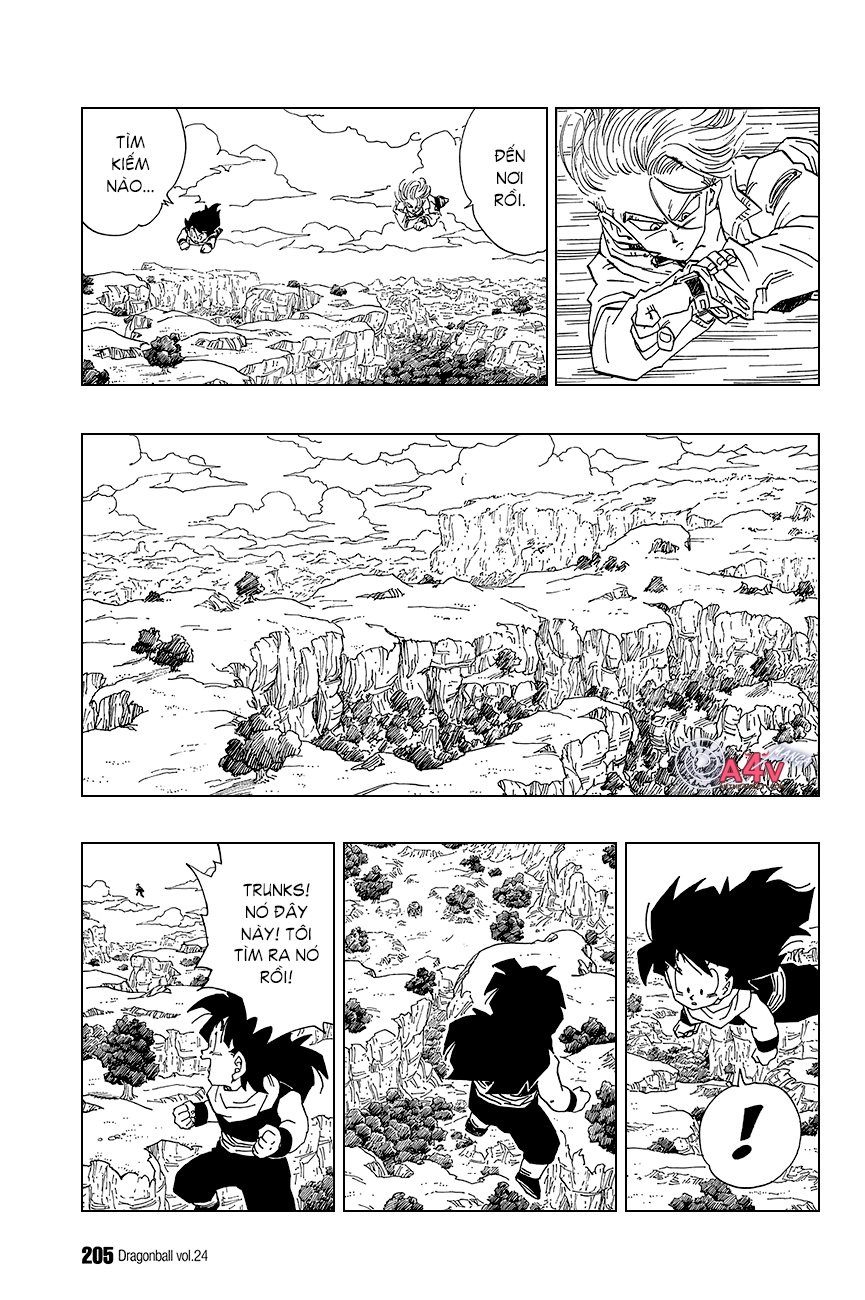 ĐẾN
NƠI
RỒI.
TÌM
KIẾM
NÀO...
A4V
!
TRUNKS!
NÓ ĐÂY
NÀY! TÔI
TÌM RA NÓ
RỒI!
205 Dragonball vol.24